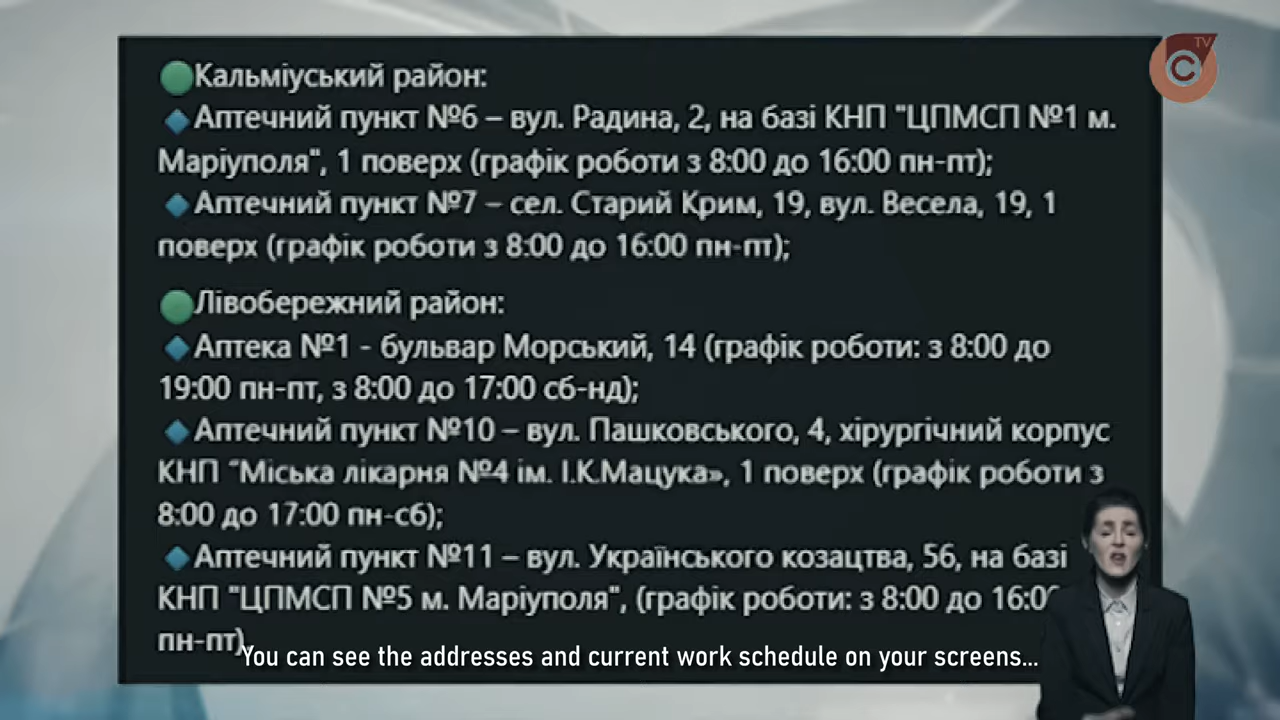 TV
C
Кальміуський район:
Аптечний пункт №6 – вул. Радина, 2, на базі КНП "ЦПМСП №1 м.
Маріуполя", 1 поверх (графік роботи з 8:00 до 16:00 пн-пт);
Аптечний пункт №7 – сел. Старий Крим, 19, вул. Весела, 19, 1
поверх (графік роботи з 8:00 до 16:00 пн-пт);
Лівобережний район:
Аптека №1 - бульвар Морський, 14 (графік роботи: з 8:00 до
19:00 пн-пт, з 8:00 до 17:00 сб-нд);
Аптечний пункт №10 – вул. Пашковського, 4, хірургічний корпус
КНП "Міська лікарня №4 ім. І.К.Мацука», 1 поверх (графік роботи з
8:00 до 17:00 пн-сб);
Аптечний пункт №11 – вул. Українського козацтва, 56, на базі
КНП "ЦПМСП №5 м. Маріуполя", (графік роботи: з 8:00 до 16:00
пн-пт)
You can see the addresses and current work schedule on your screens...